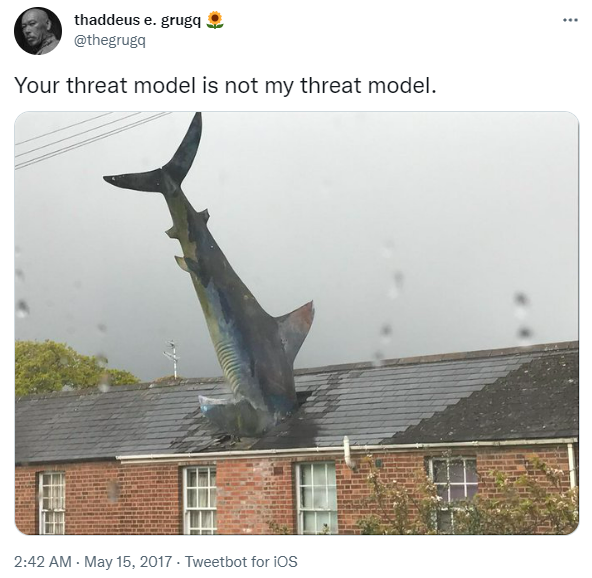 thaddeus e. grugq 🌻
@thegrugq
Your threat model is not my threat model.
2:42 AM · May 15, 2017 · Tweetbot for iOS